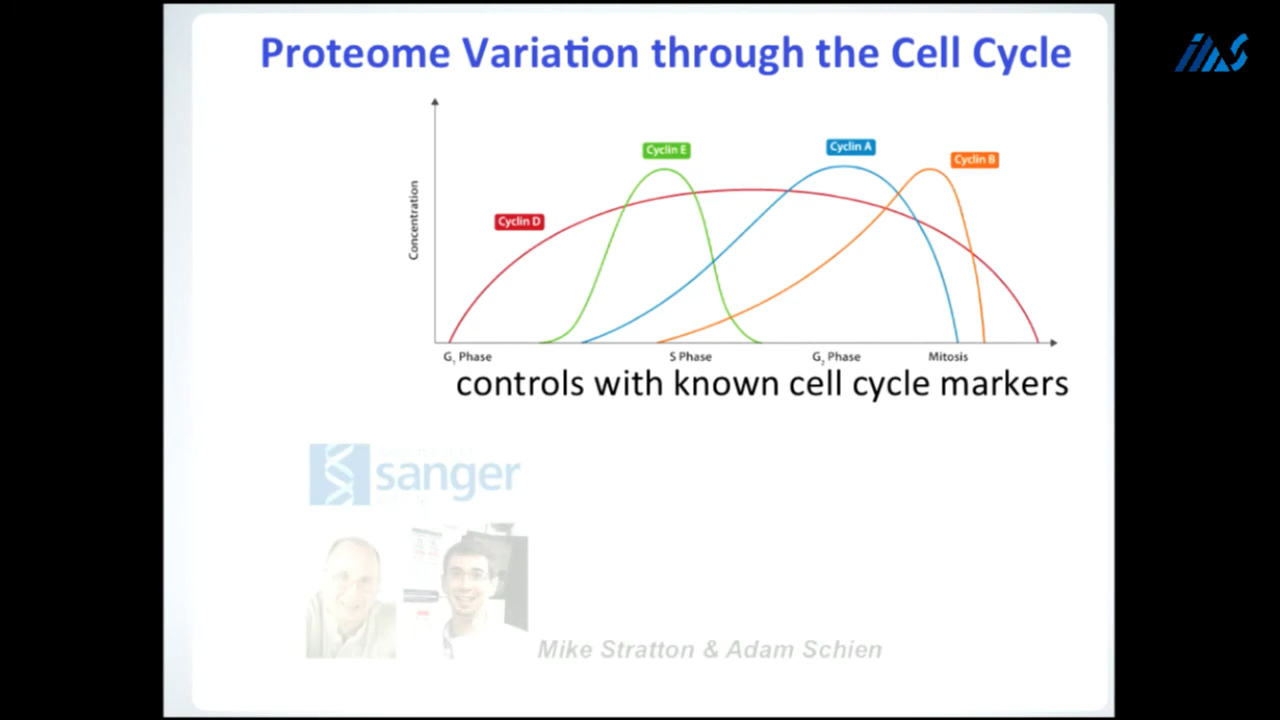 Proteome Variation through the Cell Cycle
iAAS
Cyclin E
Cyclin A
Cyclin B
Cyclin D
Concentration
G₁ Phase
S Phase
G₂ Phase
Mitosis
controls with known cell cycle markers
sanger
Mike Stratton & Adam Schien